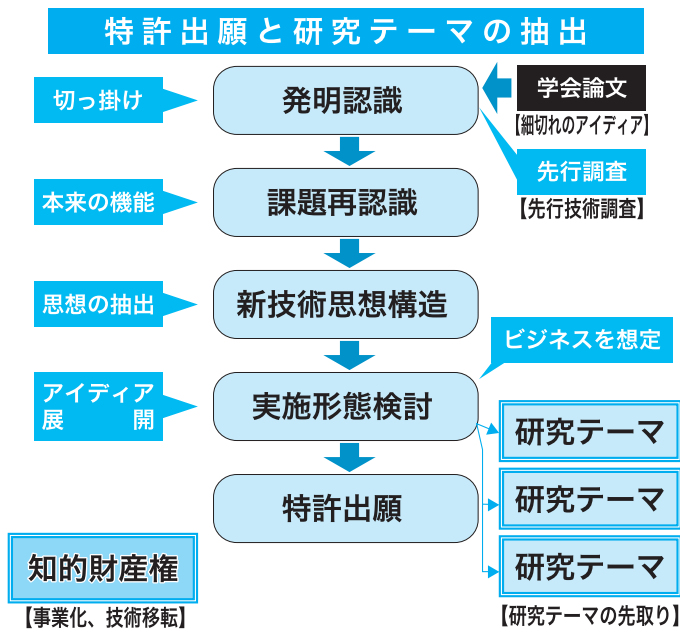 特許出願と研究テーマの抽出
切っ掛け
発明認識
学会論文
【細切れのアイディア】
先行調査
【先行技術調査】
本来の機能
課題再認識
思想の抽出
新技術思想構造
ビジネスを想定
アイディア
展開
実施形態検討
研究テーマ
研究テーマ
研究テーマ
【研究テーマの先取り】
特許出願
知的財産権
【事業化、技術移転】